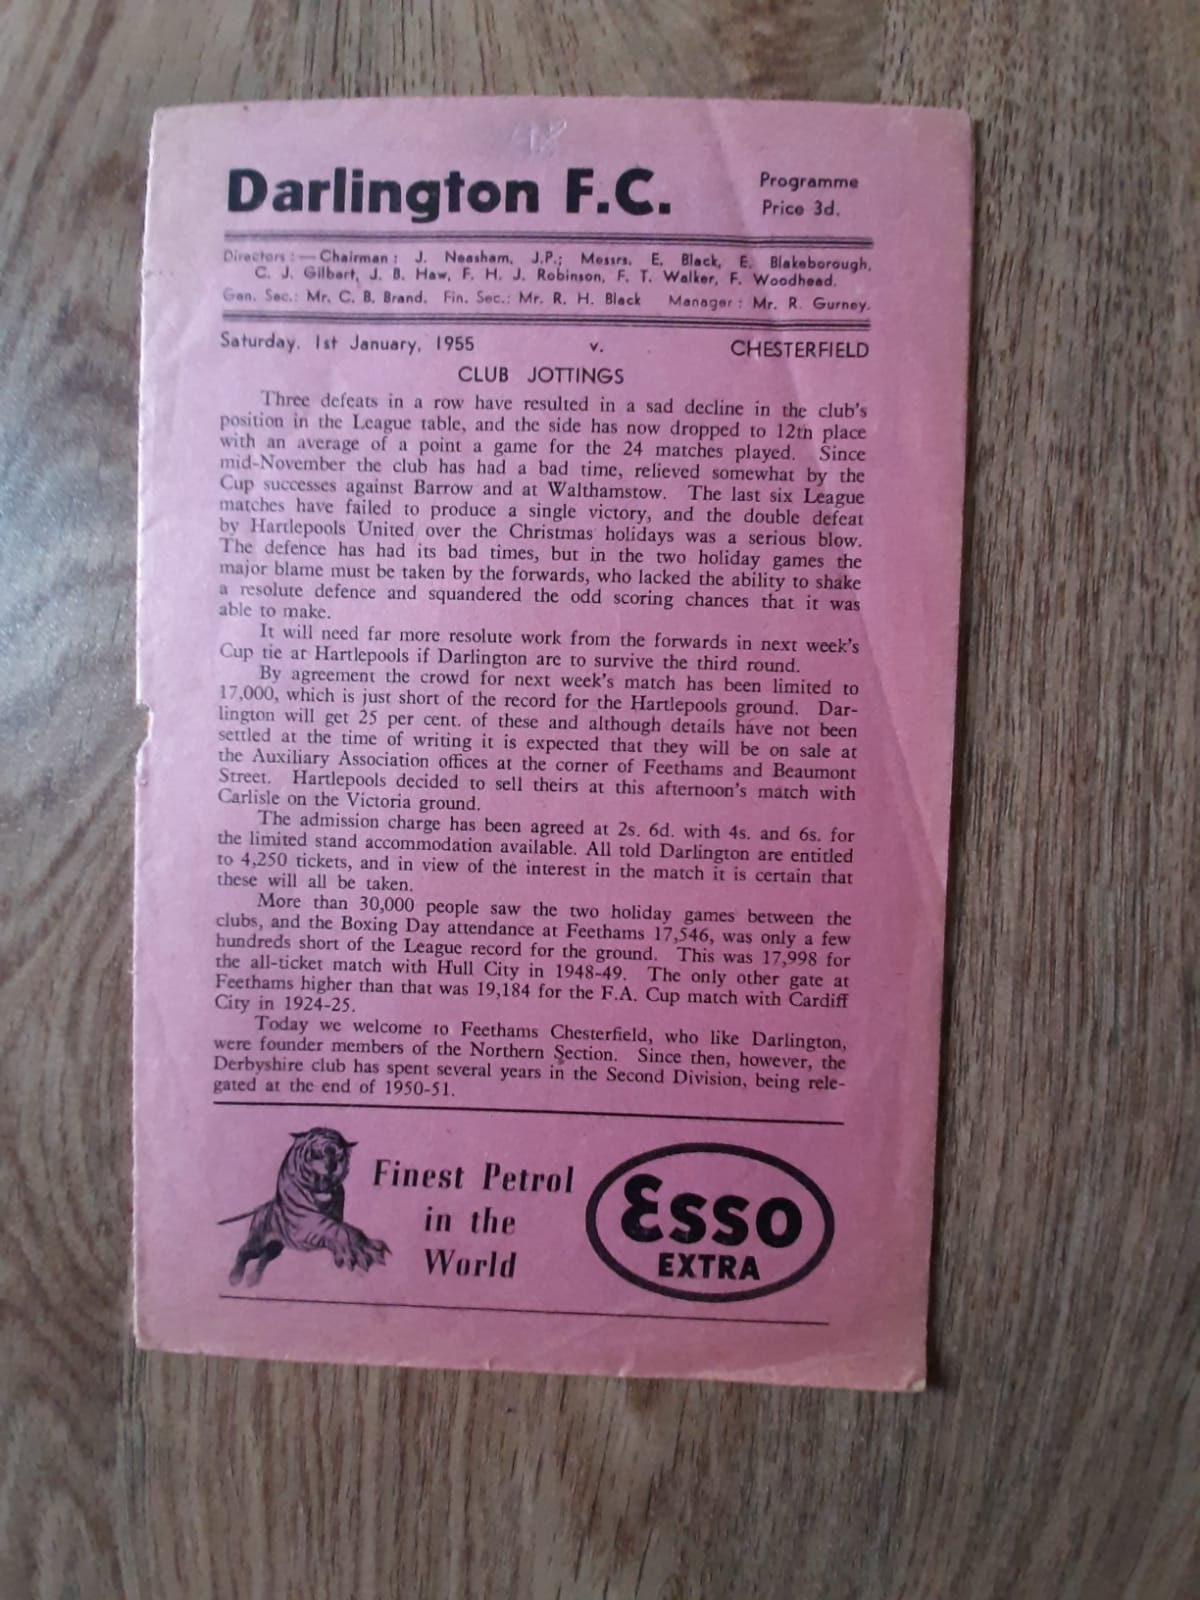 Darlington F.C.
Programme
Price 3d.
Directors :— Chairman : J. Neasham, J.P.; Messrs. E. Black, E. Blakeborough,
C. J. Gilbert, J. B. Haw, F. H. J. Robinson, F. T. Walker, F. Woodhead.
Gen. Sec.: Mr. C. B. Brand. Fin. Sec.: Mr. R. H. Black Manager : Mr. R. Gurney.
Saturday, 1st January, 1955 v. CHESTERFIELD
CLUB JOTTINGS
Three defeats in a row have resulted in a sad decline in the club's
position in the League table, and the side has now dropped to 12th place
with an average of a point a game for the 24 matches played. Since
mid-November the club has had a bad time, relieved somewhat by the
Cup successes against Barrow and at Walthamstow. The last six League
matches have failed to produce a single victory, and the double defeat
by Hartlepools United over the Christmas holidays was a serious blow.
The defence has had its bad times, but in the two holiday games the
major blame must be taken by the forwards, who lacked the ability to shake
a resolute defence and squandered the odd scoring chances that it was
able to make.
It will need far more resolute work from the forwards in next week's
Cup tie at Hartlepools if Darlington are to survive the third round.
By agreement the crowd for next week's match has been limited to
17,000, which is just short of the record for the Hartlepools ground. Dar-
lington will get 25 per cent. of these and although details have not been
settled at the time of writing it is expected that they will be on sale at
the Auxiliary Association offices at the corner of Feethams and Beaumont
Street. Hartlepools decided to sell theirs at this afternoon's match with
Carlisle on the Victoria ground.
The admission charge has been agreed at 2s. 6d. with 4s. and 6s. for
the limited stand accommodation available. All told Darlington are entitled
to 4,250 tickets, and in view of the interest in the match it is certain that
these will all be taken.
More than 30,000 people saw the two holiday games between the
clubs, and the Boxing Day attendance at Feethams 17,546, was only a few
hundreds short of the League record for the ground. This was 17,998 for
the all-ticket match with Hull City in 1948-49. The only other gate at
Feethams higher than that was 19,184 for the F.A. Cup match with Cardiff
City in 1924-25.
Today we welcome to Feethams Chesterfield, who like Darlington,
were founder members of the Northern Section. Since then, however, the
Derbyshire club has spent several years in the Second Division, being rele-
gated at the end of 1950-51.
Finest Petrol
in the
World
Esso
EXTRA